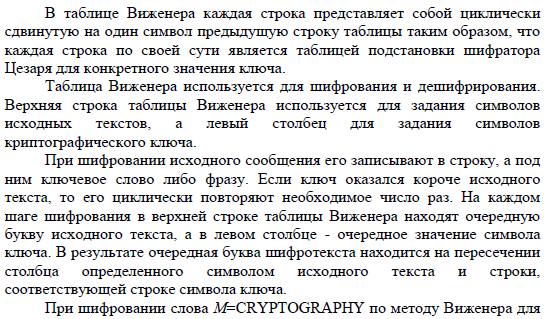 В таблице Виженера каждая строка представляет собой циклически
сдвинутую на один символ предыдущую строку таблицы таким образом, что
каждая строка по своей сути является таблицей подстановки шифратора
Цезаря для конкретного значения ключа.
Таблица Виженера используется для шифрования и дешифрирования.
Верхняя строка таблицы Виженера используется для задания символов
исходных текстов, а левый столбец для задания символов
криптографического ключа.
При шифровании исходного сообщения его записывают в строку, а под
ним ключевое слово либо фразу. Если ключ оказался короче исходного
текста, то его циклически повторяют необходимое число раз. На каждом
шаге шифрования в верхней строке таблицы Виженера находят очередную
букву исходного текста, а в левом столбце - очередное значение символа
ключа. В результате очередная буква шифротекста находится на пересечении
столбца определенного символом исходного текста и строки,
соответствующей строке символа ключа.
При шифровании слова M=CRYPTOGRAPHY по методу Виженера для